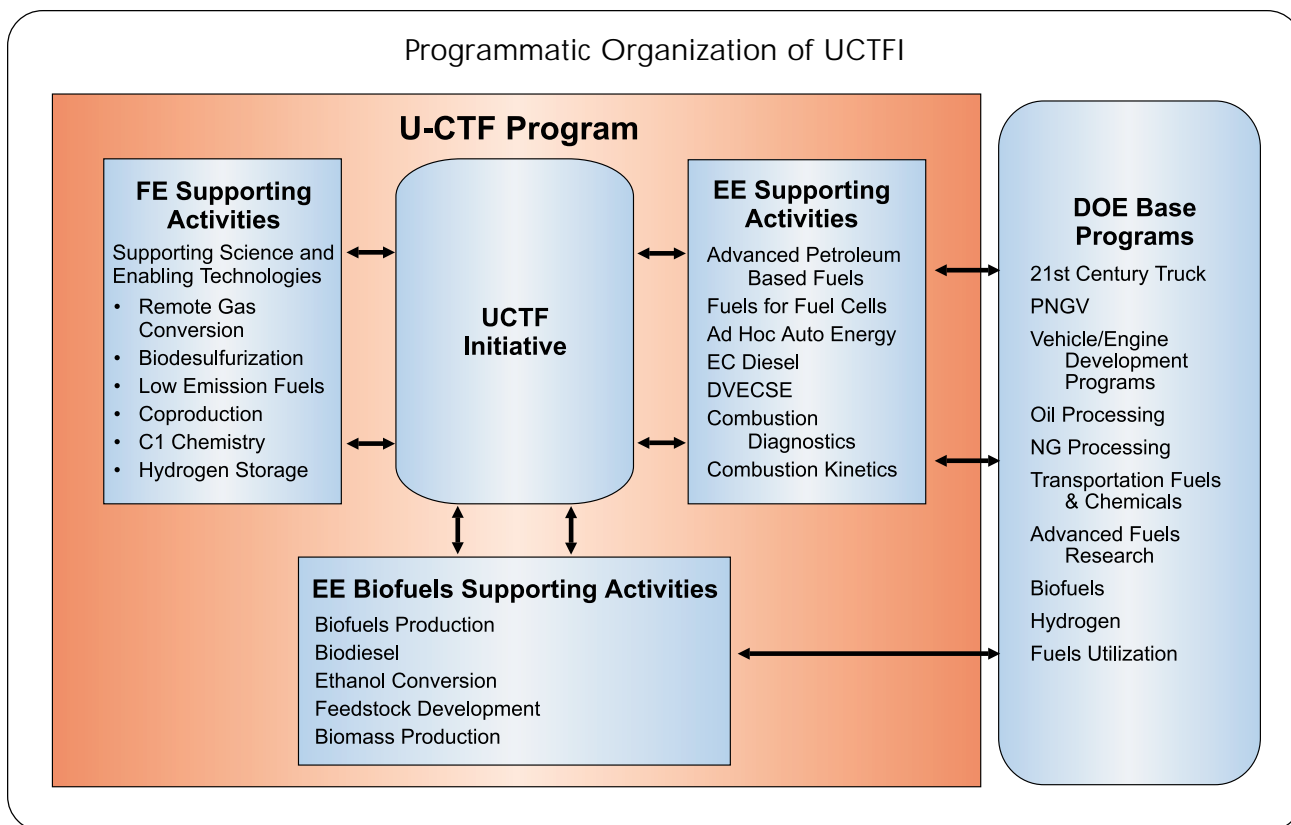 Programmatic Organization of UCTFI
U-CTF Program
FE Supporting
Activities
Supporting Science and
Enabling Technologies
• Remote Gas
Conversion
• Biodesulfurization
• Low Emission Fuels
• Coproduction
• C1 Chemistry
• Hydrogen Storage
UCTF
Initiative
EE Supporting
Activities
Advanced Petroleum
Based Fuels
Fuels for Fuel Cells
Ad Hoc Auto Energy
EC Diesel
DVECSE
Combustion
Diagnostics
Combustion Kinetics
EE Biofuels Supporting Activities
Biofuels Production
Biodiesel
Ethanol Conversion
Feedstock Development
Biomass Production
DOE Base
Programs
21st Century Truck
PNGV
Vehicle/Engine
Development
Programs
Oil Processing
NG Processing
Transportation Fuels
& Chemicals
Advanced Fuels
Research
Biofuels
Hydrogen
Fuels Utilization